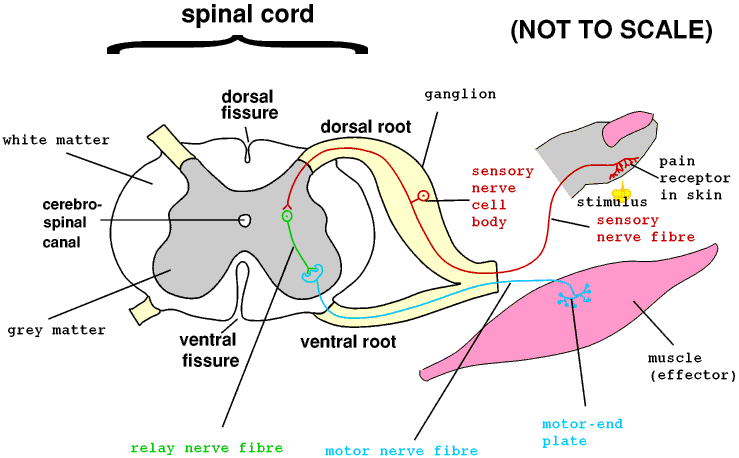 spinal cord
(NOT TO SCALE)
dorsal
fissure
ganglion
white matter
dorsal root
sensory
nerve
cell
body
pain
receptor
in skin
stimulus
sensory
nerve fibre
cerebro-
spinal
canal
grey matter
ventral
fissure
ventral root
muscle
(effector)
relay nerve fibre
motor nerve fibre
motor-end
plate